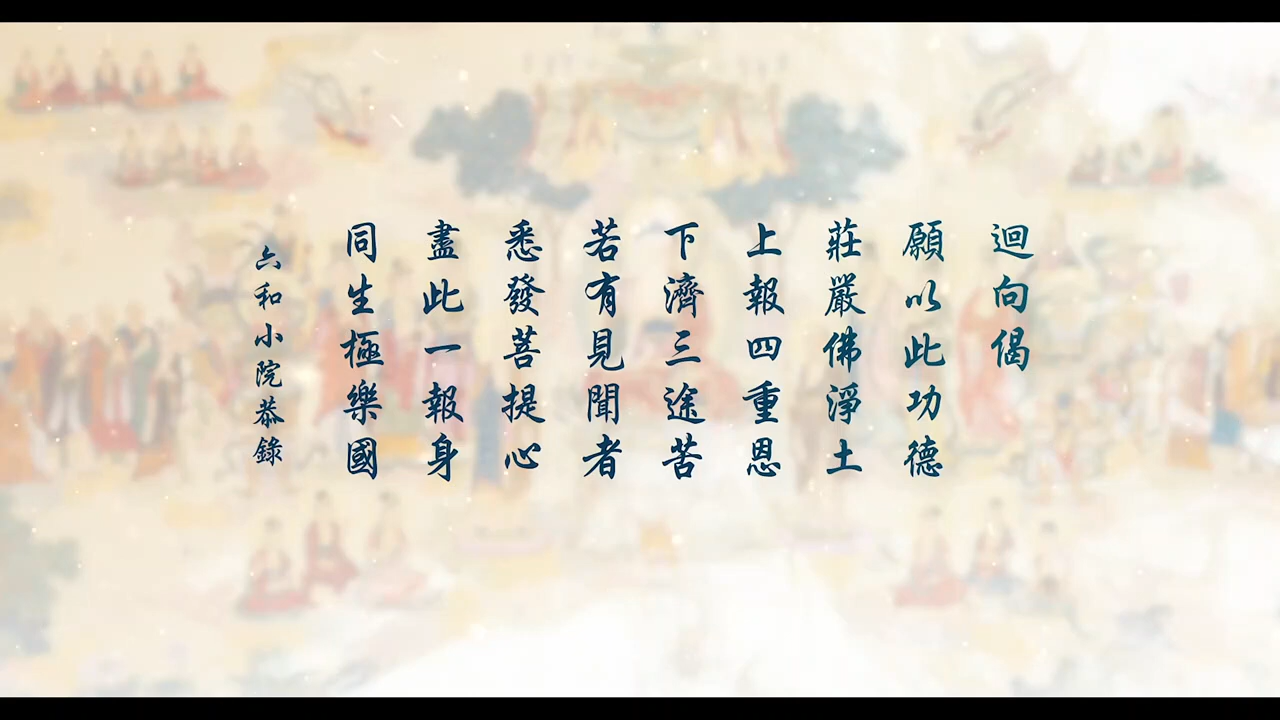 迴向偈
願以此功德
莊嚴佛淨土
上報四重恩
下濟三途苦
若有見聞者
悉發菩提心
盡此一報身
同生極樂國
六和小院恭錄